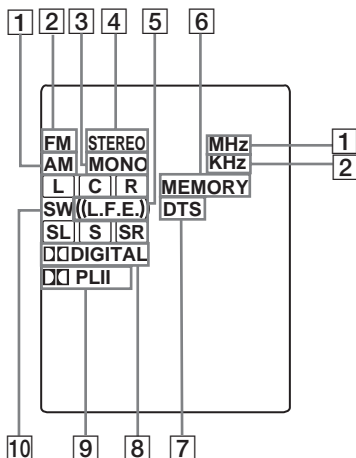 1 2 3 4 5 6
FM STEREO MHz 1
AM MONO KHz 2
L C R MEMORY
SW ((L.F.E.) DTS
SL S SR
DIGITAL
PLII
10 9 8 7